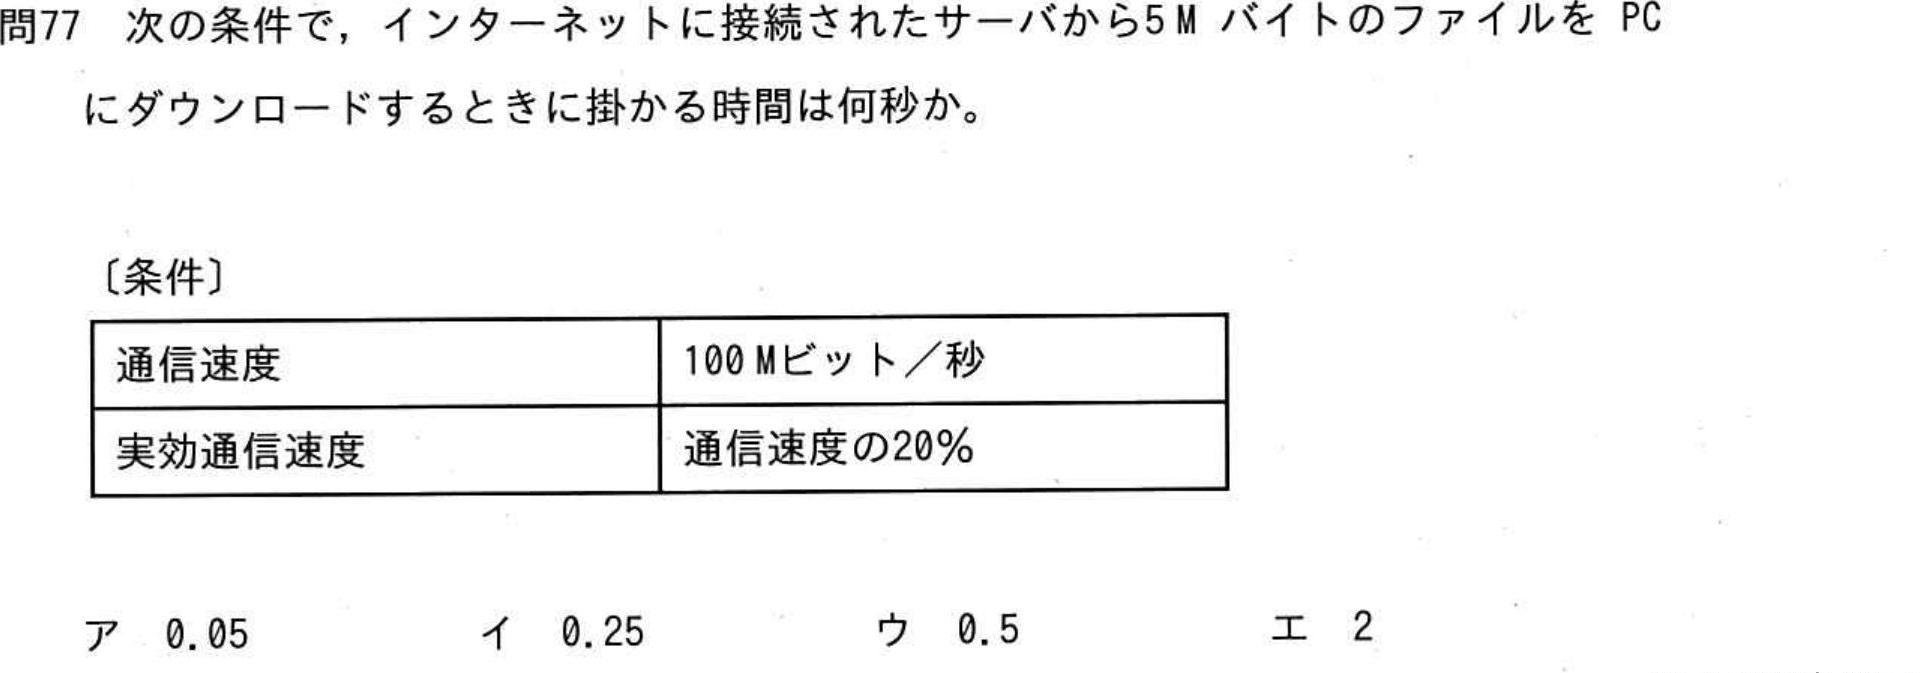 問77　次の条件で，インターネットに接続されたサーバから5M バイトのファイルを PC
にダウンロードするときに掛かる時間は何秒か。
〔条件〕
通信速度　100Mビット／秒
実効通信速度　通信速度の20％
ア　0.05　イ　0.25　ウ　0.5　エ　2